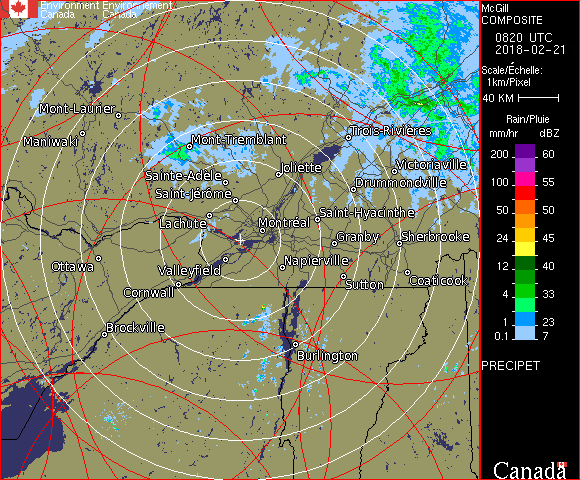 Environment Environnement
Canada Canada
McGill
COMPOSITE
0820 UTC
2018-02-21
Scale/Échelle:
1km/Pixel
40 KM
Rain/Pluie
mm/hr dBZ
200 60
100 55
50 50
24 45
12 40
4 33
1 23
0.1 7
PRECIPET
Canada
Mont-Laurier
Maniwaki
Mont-Tremblant
Trois-Rivières
Joliette
Victoriaville
Sainte-Adèle
Drummondville
Saint-Jérôme
Lachute
Montréal
Saint-Hyacinthe
Granby
Sherbrooke
Ottawa
Valleyfield
Napierville
Cornwall
Sutton
Coaticook
Brockville
Burlington